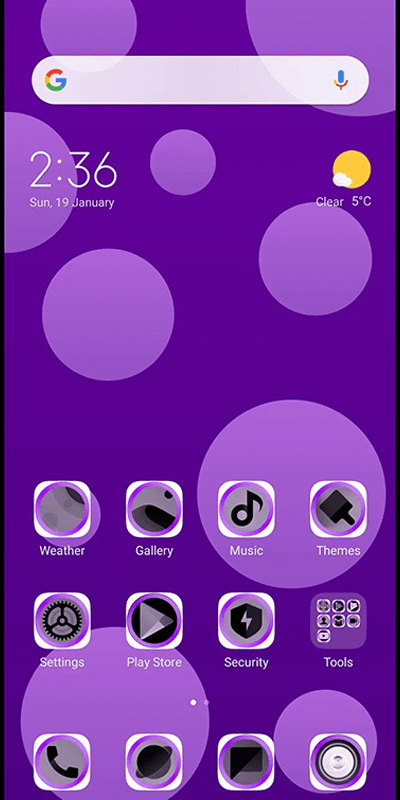 2:36
Sun, 19 January
Clear 5°C
Weather
Gallery
Music
Themes
Settings
Play Store
Security
Tools